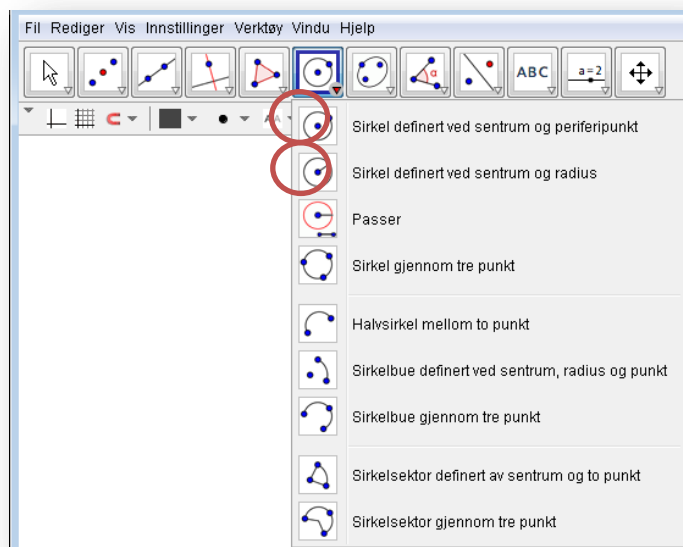 Fil Rediger Vis Innstillinger Verktøy Vindu Hjelp
α ABC a=2
AA
Sirkel definert ved sentrum og periferipunkt
Sirkel definert ved sentrum og radius
Passer
Sirkel gjennom tre punkt
Halvsirkel mellom to punkt
Sirkelbue definert ved sentrum, radius og punkt
Sirkelbue gjennom tre punkt
Sirkelsektor definert av sentrum og to punkt
Sirkelsektor gjennom tre punkt